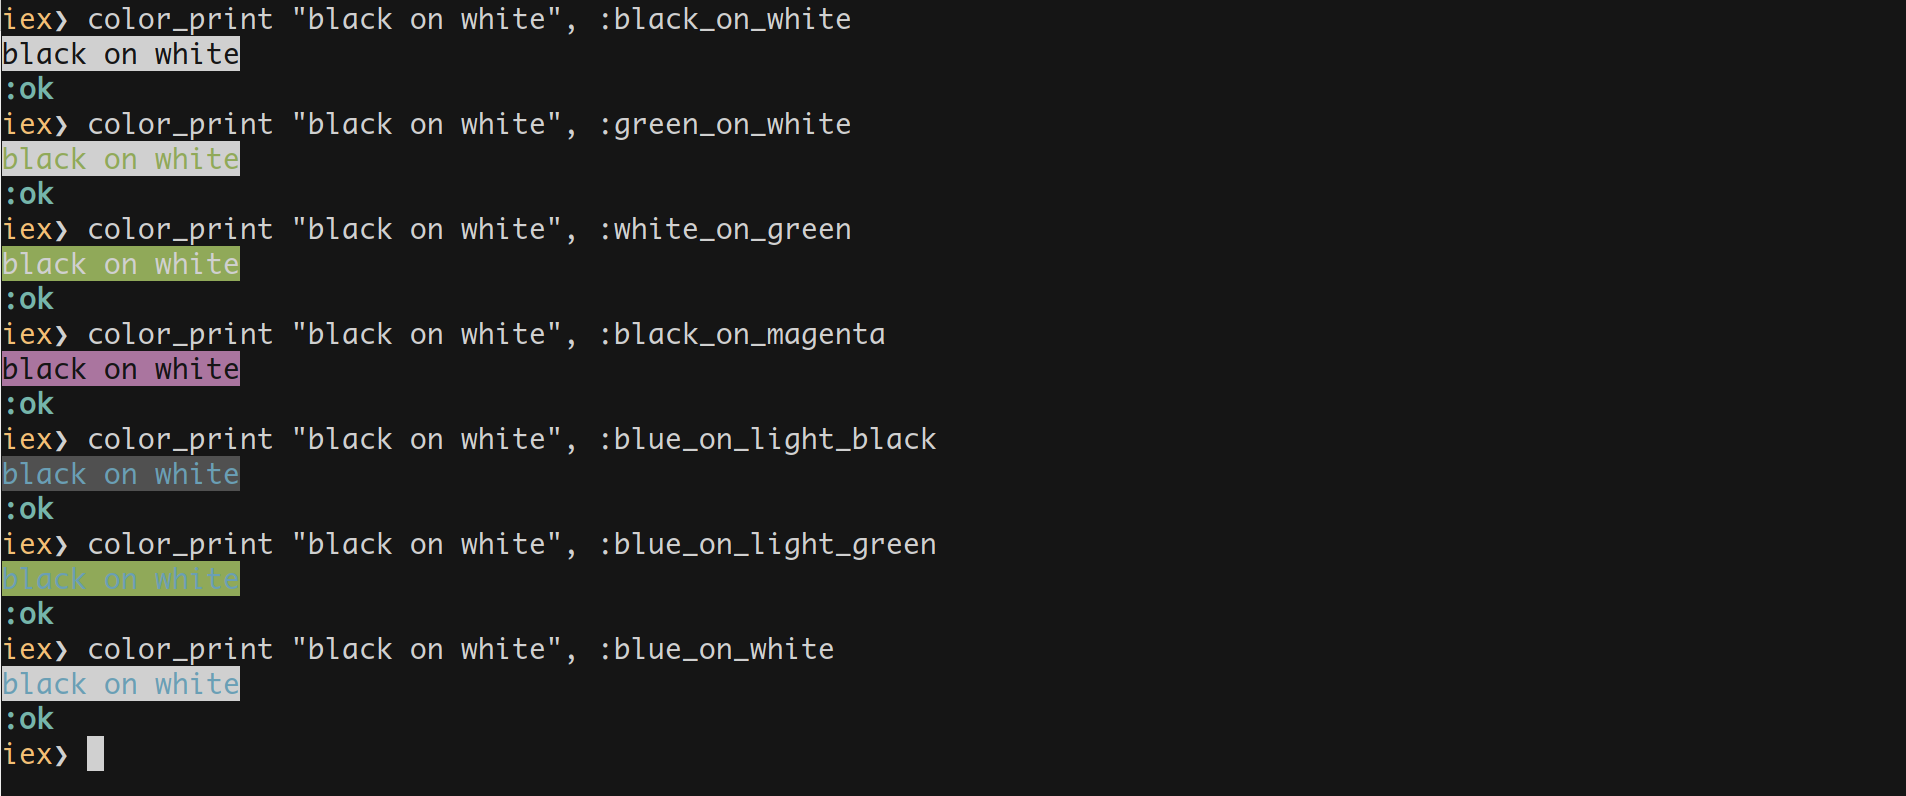 iex❯ color_print "black on white", :black_on_white
black on white
:ok
iex❯ color_print "black on white", :green_on_white
black on white
:ok
iex❯ color_print "black on white", :white_on_green
black on white
:ok
iex❯ color_print "black on white", :black_on_magenta
black on white
:ok
iex❯ color_print "black on white", :blue_on_light_black
black on white
:ok
iex❯ color_print "black on white", :blue_on_light_green
black on white
:ok
iex❯ color_print "black on white", :blue_on_white
black on white
:ok
iex❯